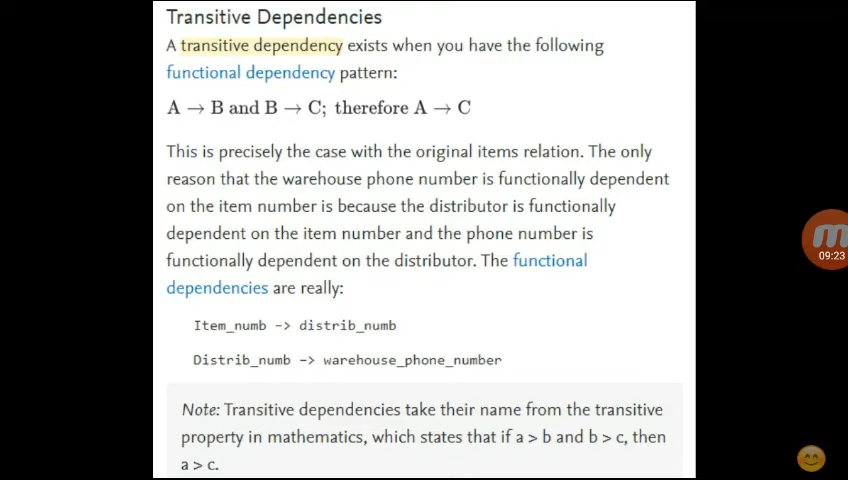 Transitive Dependencies
A transitive dependency exists when you have the following
functional dependency pattern:
A → B and B → C; therefore A → C
This is precisely the case with the original items relation. The only
reason that the warehouse phone number is functionally dependent
on the item number is because the distributor is functionally
dependent on the item number and the phone number is
functionally dependent on the distributor. The functional
dependencies are really:
Item_numb -> distrib_numb
Distrib_numb -> warehouse_phone_number
Note: Transitive dependencies take their name from the transitive
property in mathematics, which states that if a > b and b > c, then
a > c.
09:23